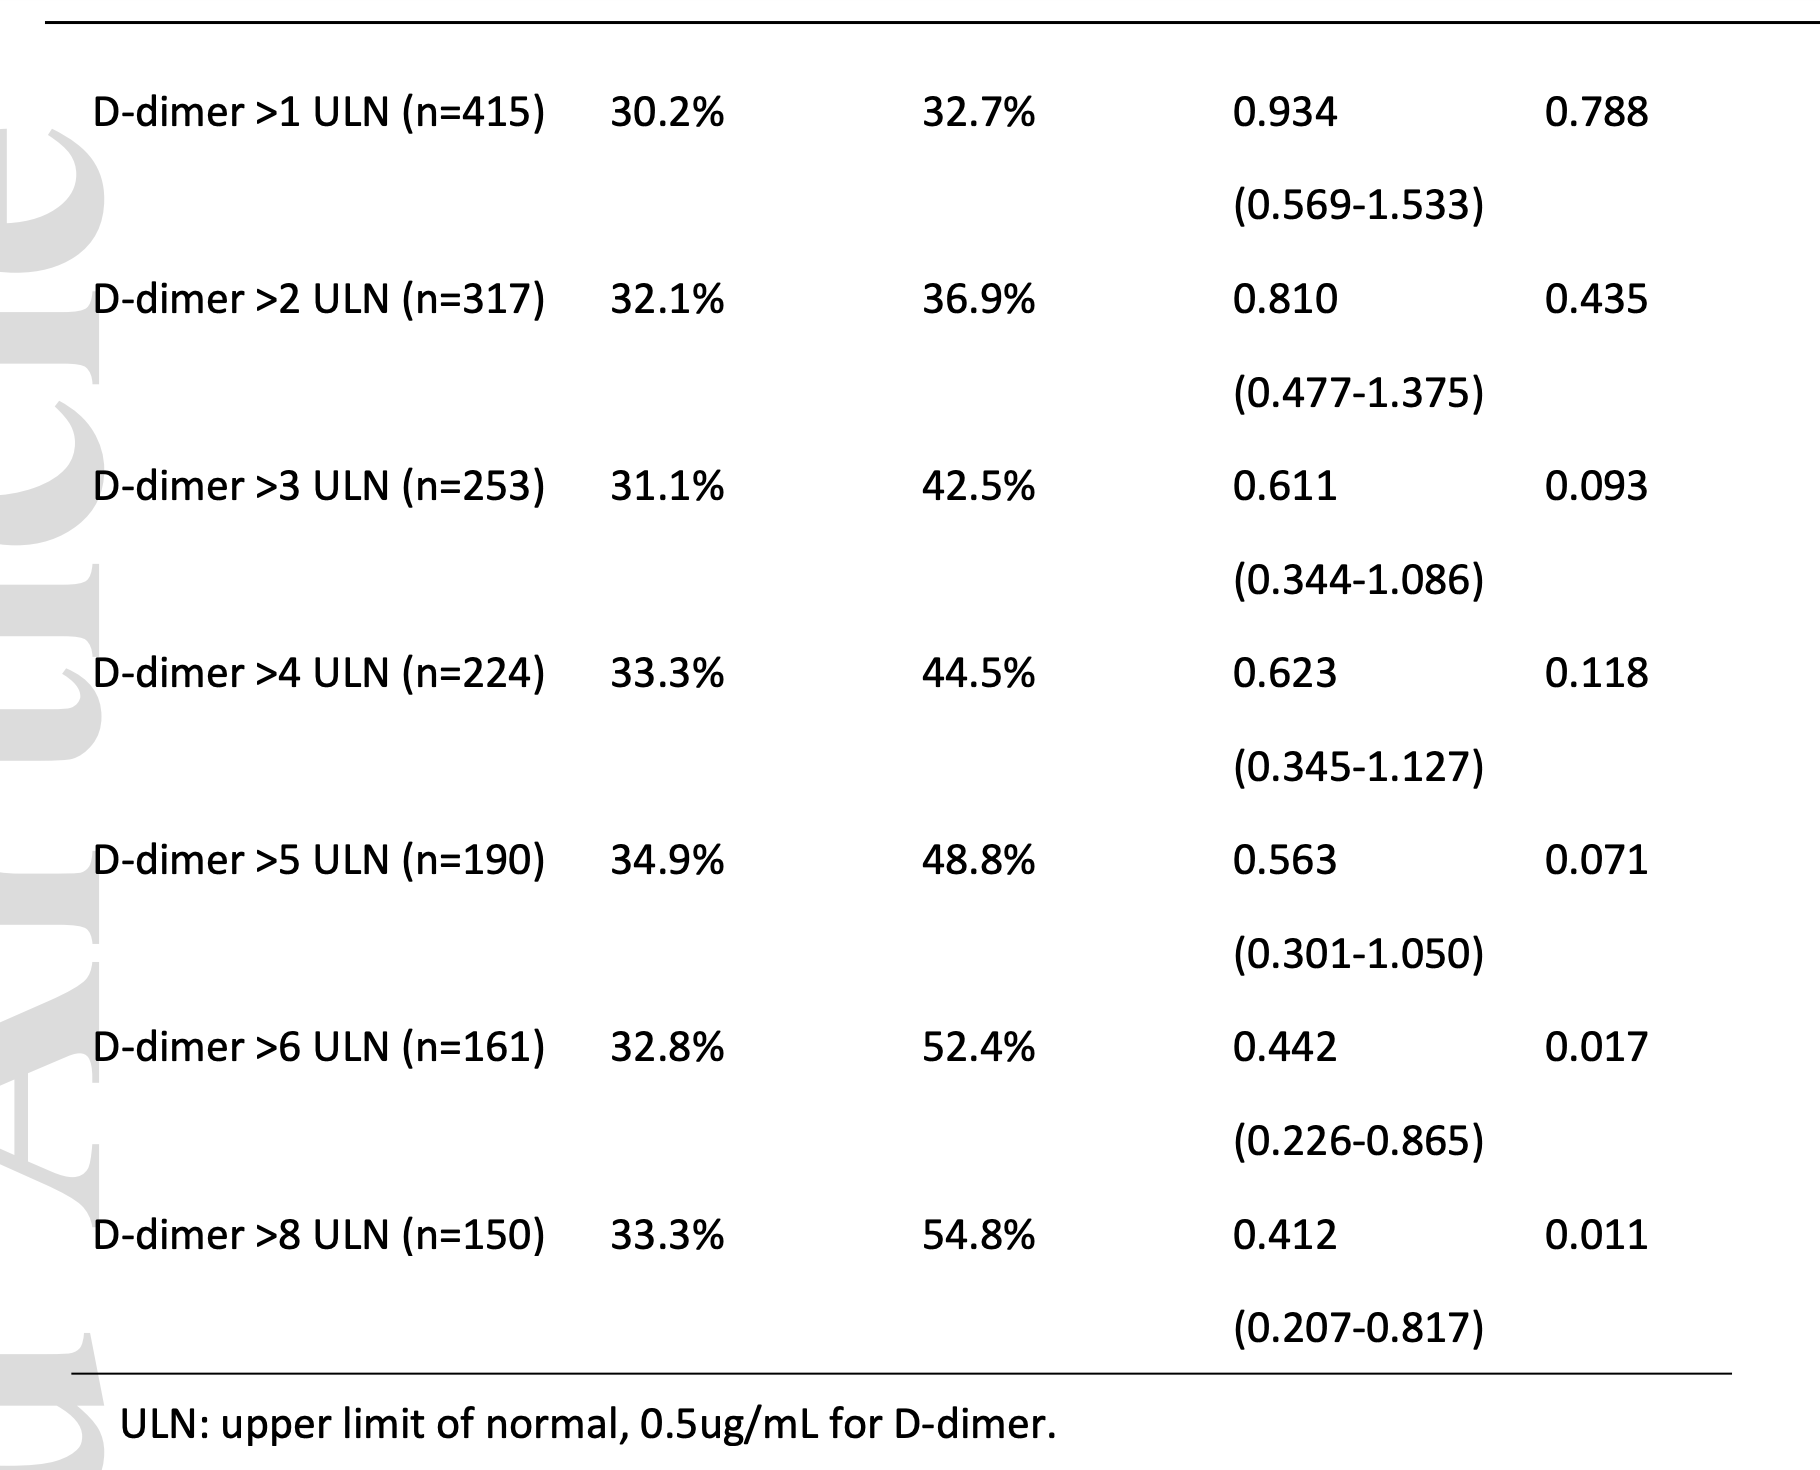 D-dimer >1 ULN (n=415) 30.2% 32.7% 0.934 0.788
(0.569-1.533)
D-dimer >2 ULN (n=317) 32.1% 36.9% 0.810 0.435
(0.477-1.375)
D-dimer >3 ULN (n=253) 31.1% 42.5% 0.611 0.093
(0.344-1.086)
D-dimer >4 ULN (n=224) 33.3% 44.5% 0.623 0.118
(0.345-1.127)
D-dimer >5 ULN (n=190) 34.9% 48.8% 0.563 0.071
(0.301-1.050)
D-dimer >6 ULN (n=161) 32.8% 52.4% 0.442 0.017
(0.226-0.865)
D-dimer >8 ULN (n=150) 33.3% 54.8% 0.412 0.011
(0.207-0.817)
ULN: upper limit of normal, 0.5ug/mL for D-dimer.
Article